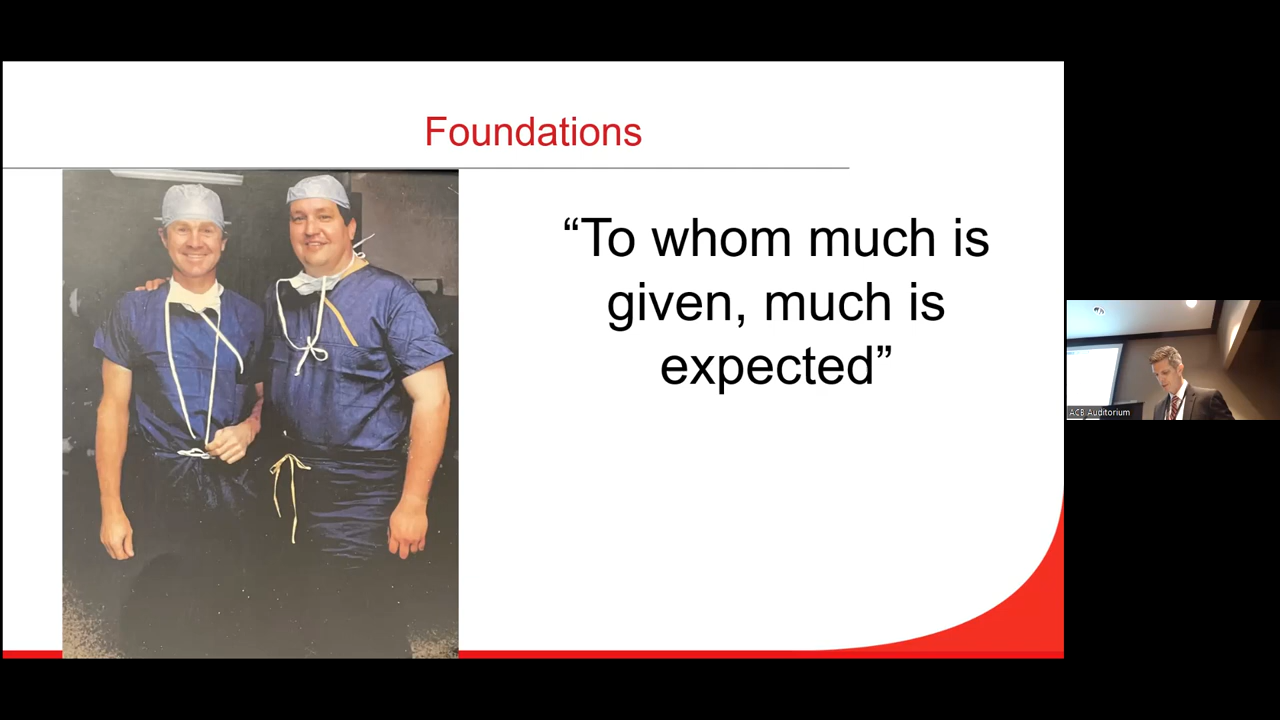 Foundations
“To whom much is
given, much is
expected”
ACB Auditorium